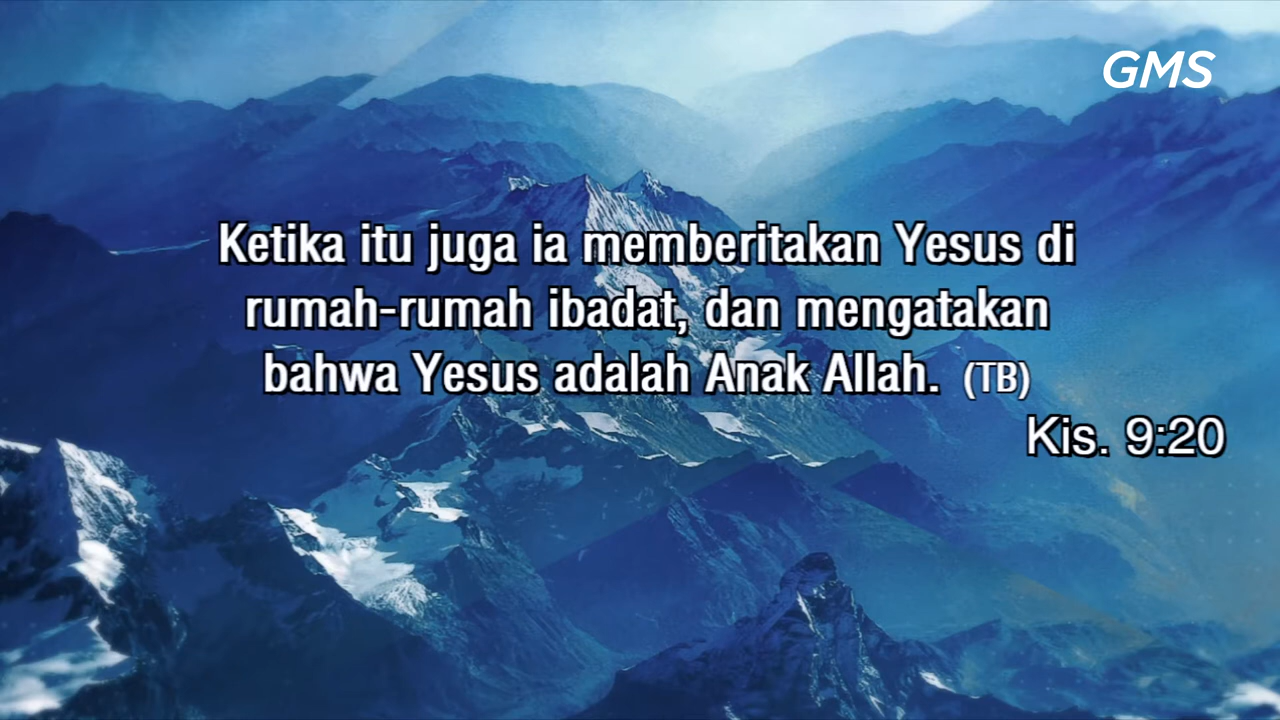 GMS
Ketika itu juga ia memberitakan Yesus di
rumah-rumah ibadat, dan mengatakan
bahwa Yesus adalah Anak Allah. (TB)
Kis. 9:20